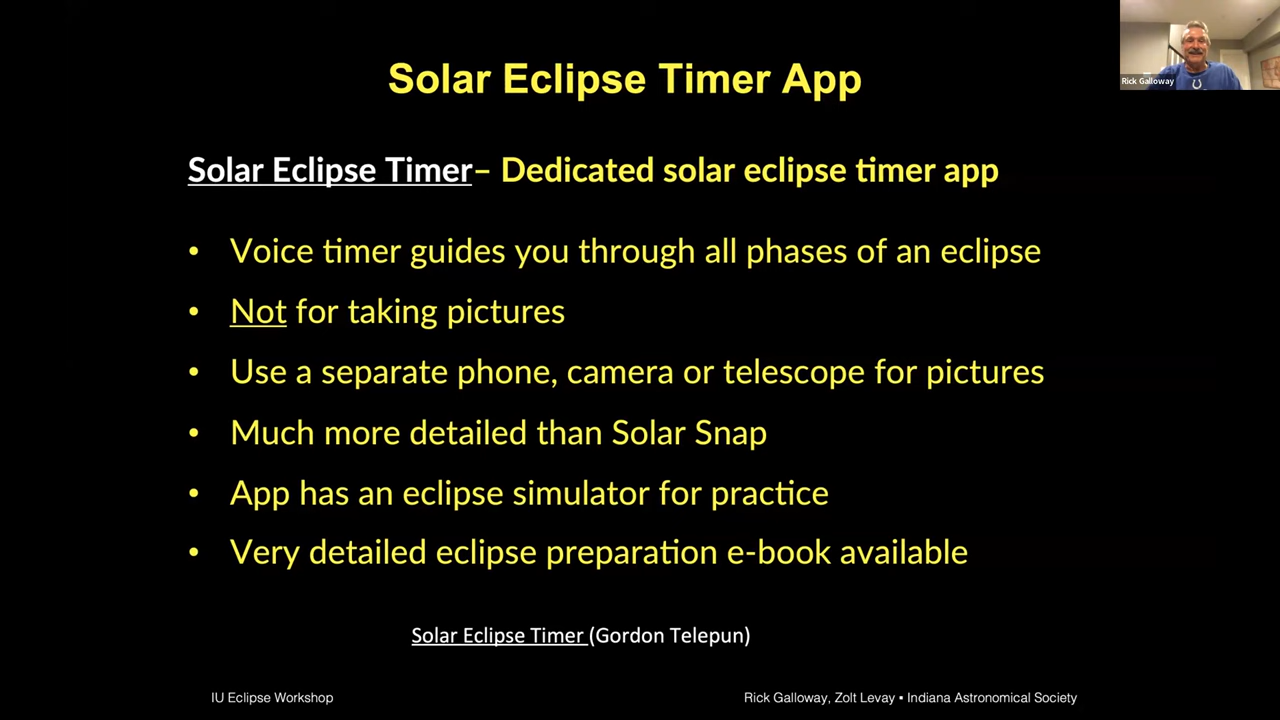 Solar Eclipse Timer App
Rick Galloway
Solar Eclipse Timer– Dedicated solar eclipse timer app
• Voice timer guides you through all phases of an eclipse
• Not for taking pictures
• Use a separate phone, camera or telescope for pictures
• Much more detailed than Solar Snap
• App has an eclipse simulator for practice
• Very detailed eclipse preparation e-book available
Solar Eclipse Timer (Gordon Telepun)
IU Eclipse Workshop
Rick Galloway, Zolt Levay ▪ Indiana Astronomical Society